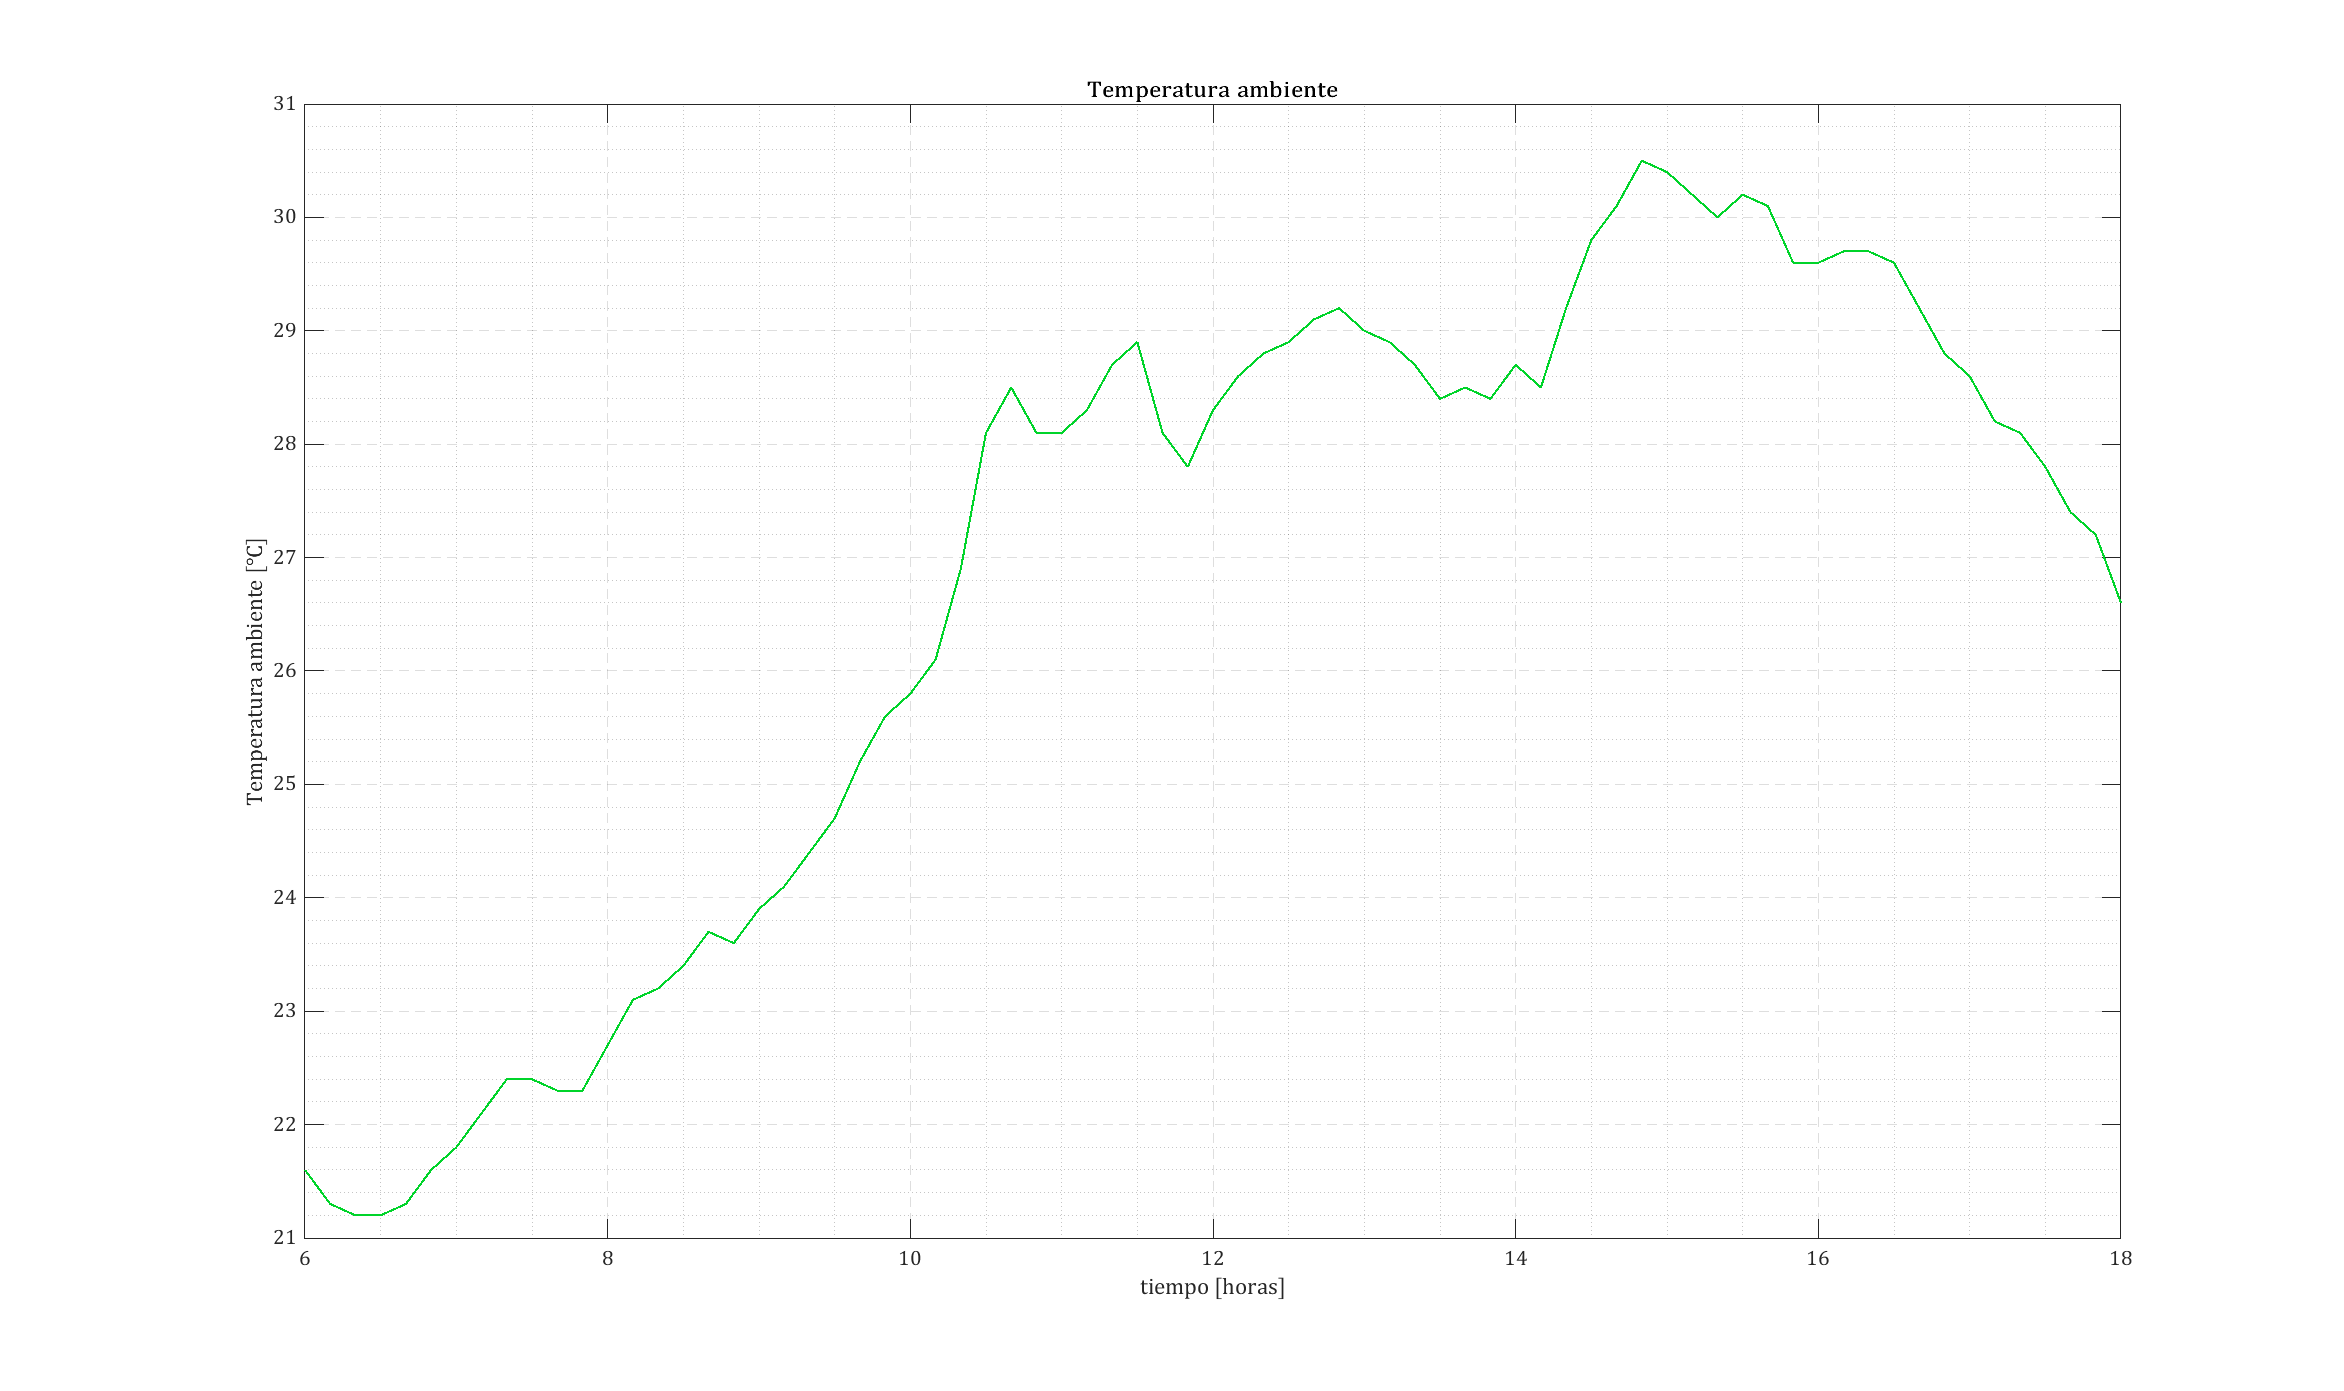 Temperatura ambiente
31
30
29
28
27
26
25
24
23
22
21
Temperatura ambiente [°C]
6 8 10 12 14 16 18
tiempo [horas]